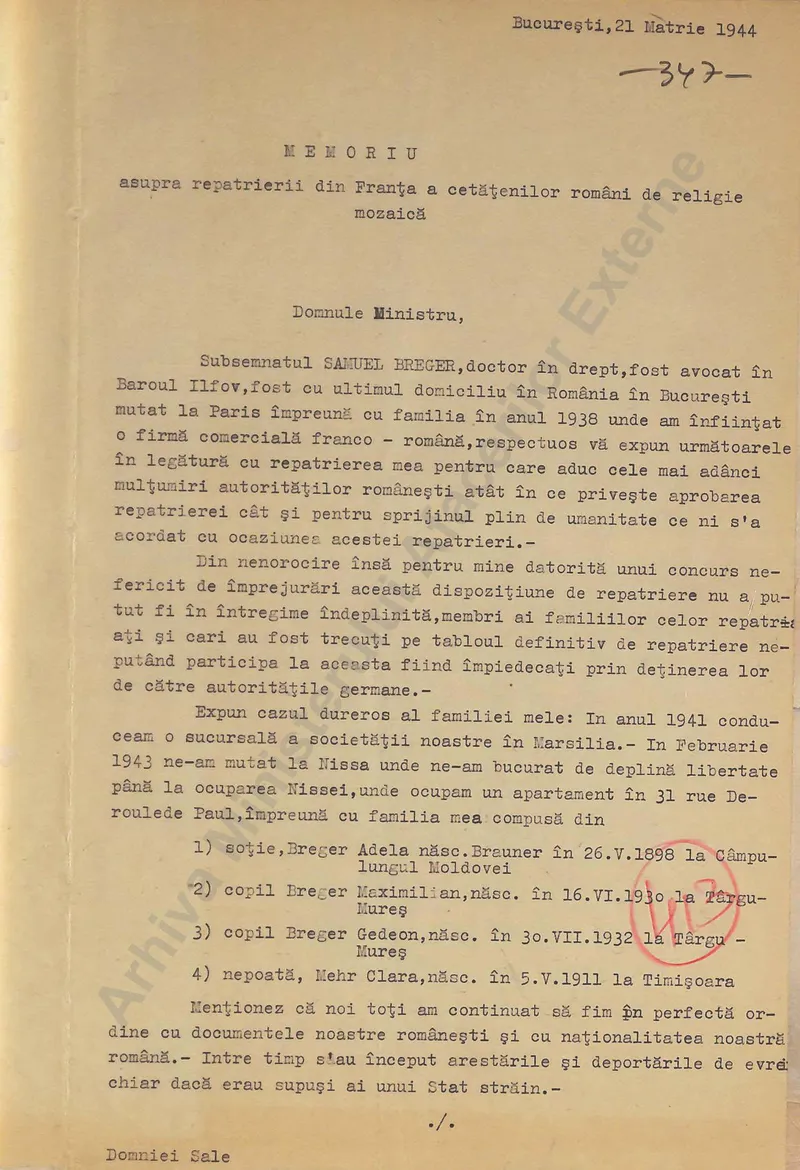 Bucureşti,21 Matrie 1944
—347—
M E M O R I U
asupra repatrierii din Franţa a cetăţenilor români de religie
mozaică
Domnule Ministru,
Subsemnatul SAMUEL BREGER,doctor în drept,fost avocat în
Baroul Ilfov,fost cu ultimul domiciliu în România în Bucureşti
mutat la Paris împreună cu familia în anul 1938 unde am înfiinţat
o firmă comercială franco - română,respectuos vă expun următoarele
în legătură cu repatrierea mea pentru care aduc cele mai adânci
mulţumiri autorităţilor româneşti atât în ce priveşte aprobarea
repatrierei cât şi pentru sprijinul plin de umanitate ce ni s'a
acordat cu ocaziunea acestei repatrieri.-
Din nenorocire însă pentru mine datorită unui concurs ne-
fericit de împrejurări această dispoziţiune de repatriere nu a pu-
tut fi în întregime îndeplinită,membri ai familiilor celor repatri
aţi şi cari au fost trecuţi pe tabloul definitiv de repatriere ne-
putând participa la aceasta fiind împiedecaţi prin deţinerea lor
de către autorităţile germane.-
Expun cazul dureros al familiei mele: In anul 1941 condu-
ceam o sucursală a societăţii noastre în Marsilia.- In Februarie
1943 ne-am mutat la Nissa unde ne-am bucurat de deplină libertate
până la ocuparea Nissei,unde ocupam un apartament în 31 rue De-
roulede Paul,împreună cu familia mea compusă din
1) soţie,Breger Adela născ.Brauner în 26.V.1898 la Câmpu-
lungul Moldovei
2) copil Breger Maximilian,născ. în 16.VI.193o la Târgu-
Mureş
3) copil Breger Gedeon,născ. în 3o.VII.1932 la Târgu -
Mureş
4) nepoată, Mehr Clara,născ. în 5.V.1911 la Timişoara
Menţionez că noi toţi am continuat să fim în perfectă or-
dine cu documentele noastre româneşti şi cu naţionalitatea noastră
română.- Intre timp s'au început arestările şi deportările de evrei
chiar dacă erau supuşi ai unui Stat străin.-
./.
Domniei Sale
Arhiva Ministerului Afacerilor Externe